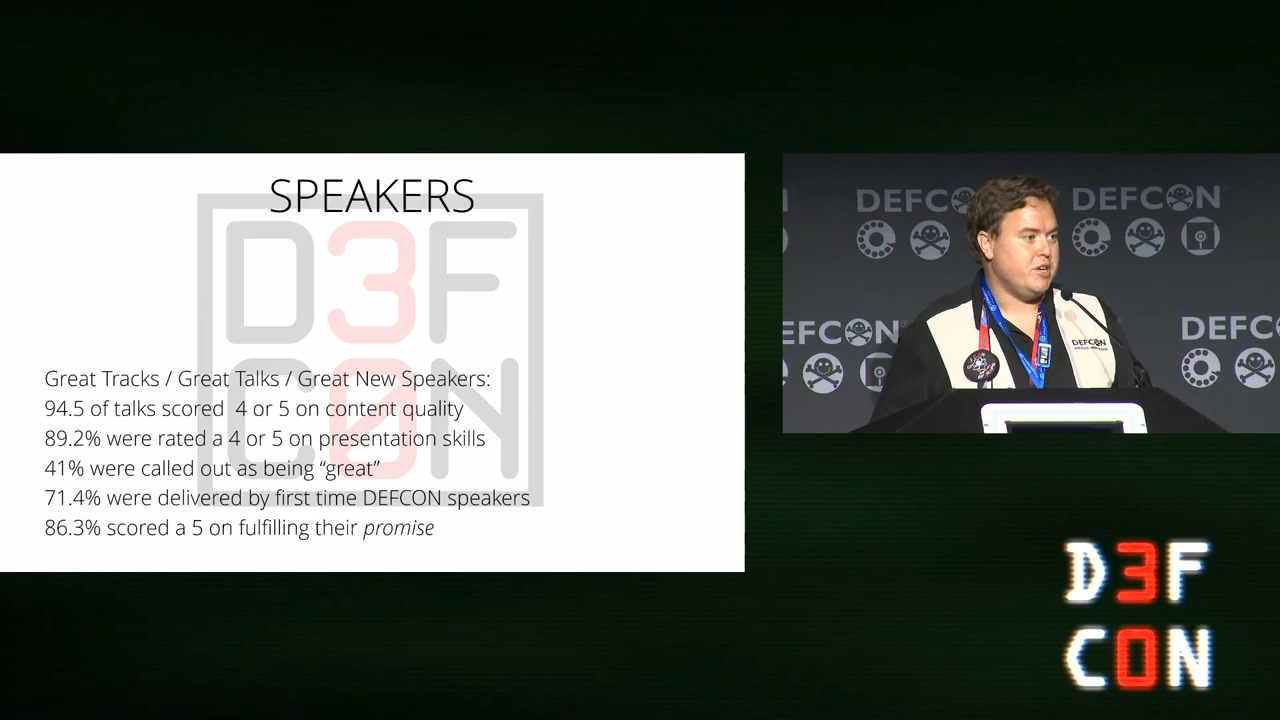 SPEAKERS
D3F
C0N
Great Tracks / Great Talks / Great New Speakers:
94.5 of talks scored  4 or 5 on content quality
89.2% were rated a 4 or 5 on presentation skills
41% were called out as being “great”
71.4% were delivered by first time DEFCON speakers
86.3% scored a 5 on fulfilling their promise
DEFC
DEFCON
EFCON
DEFC
DEFCON
D3F
C0N